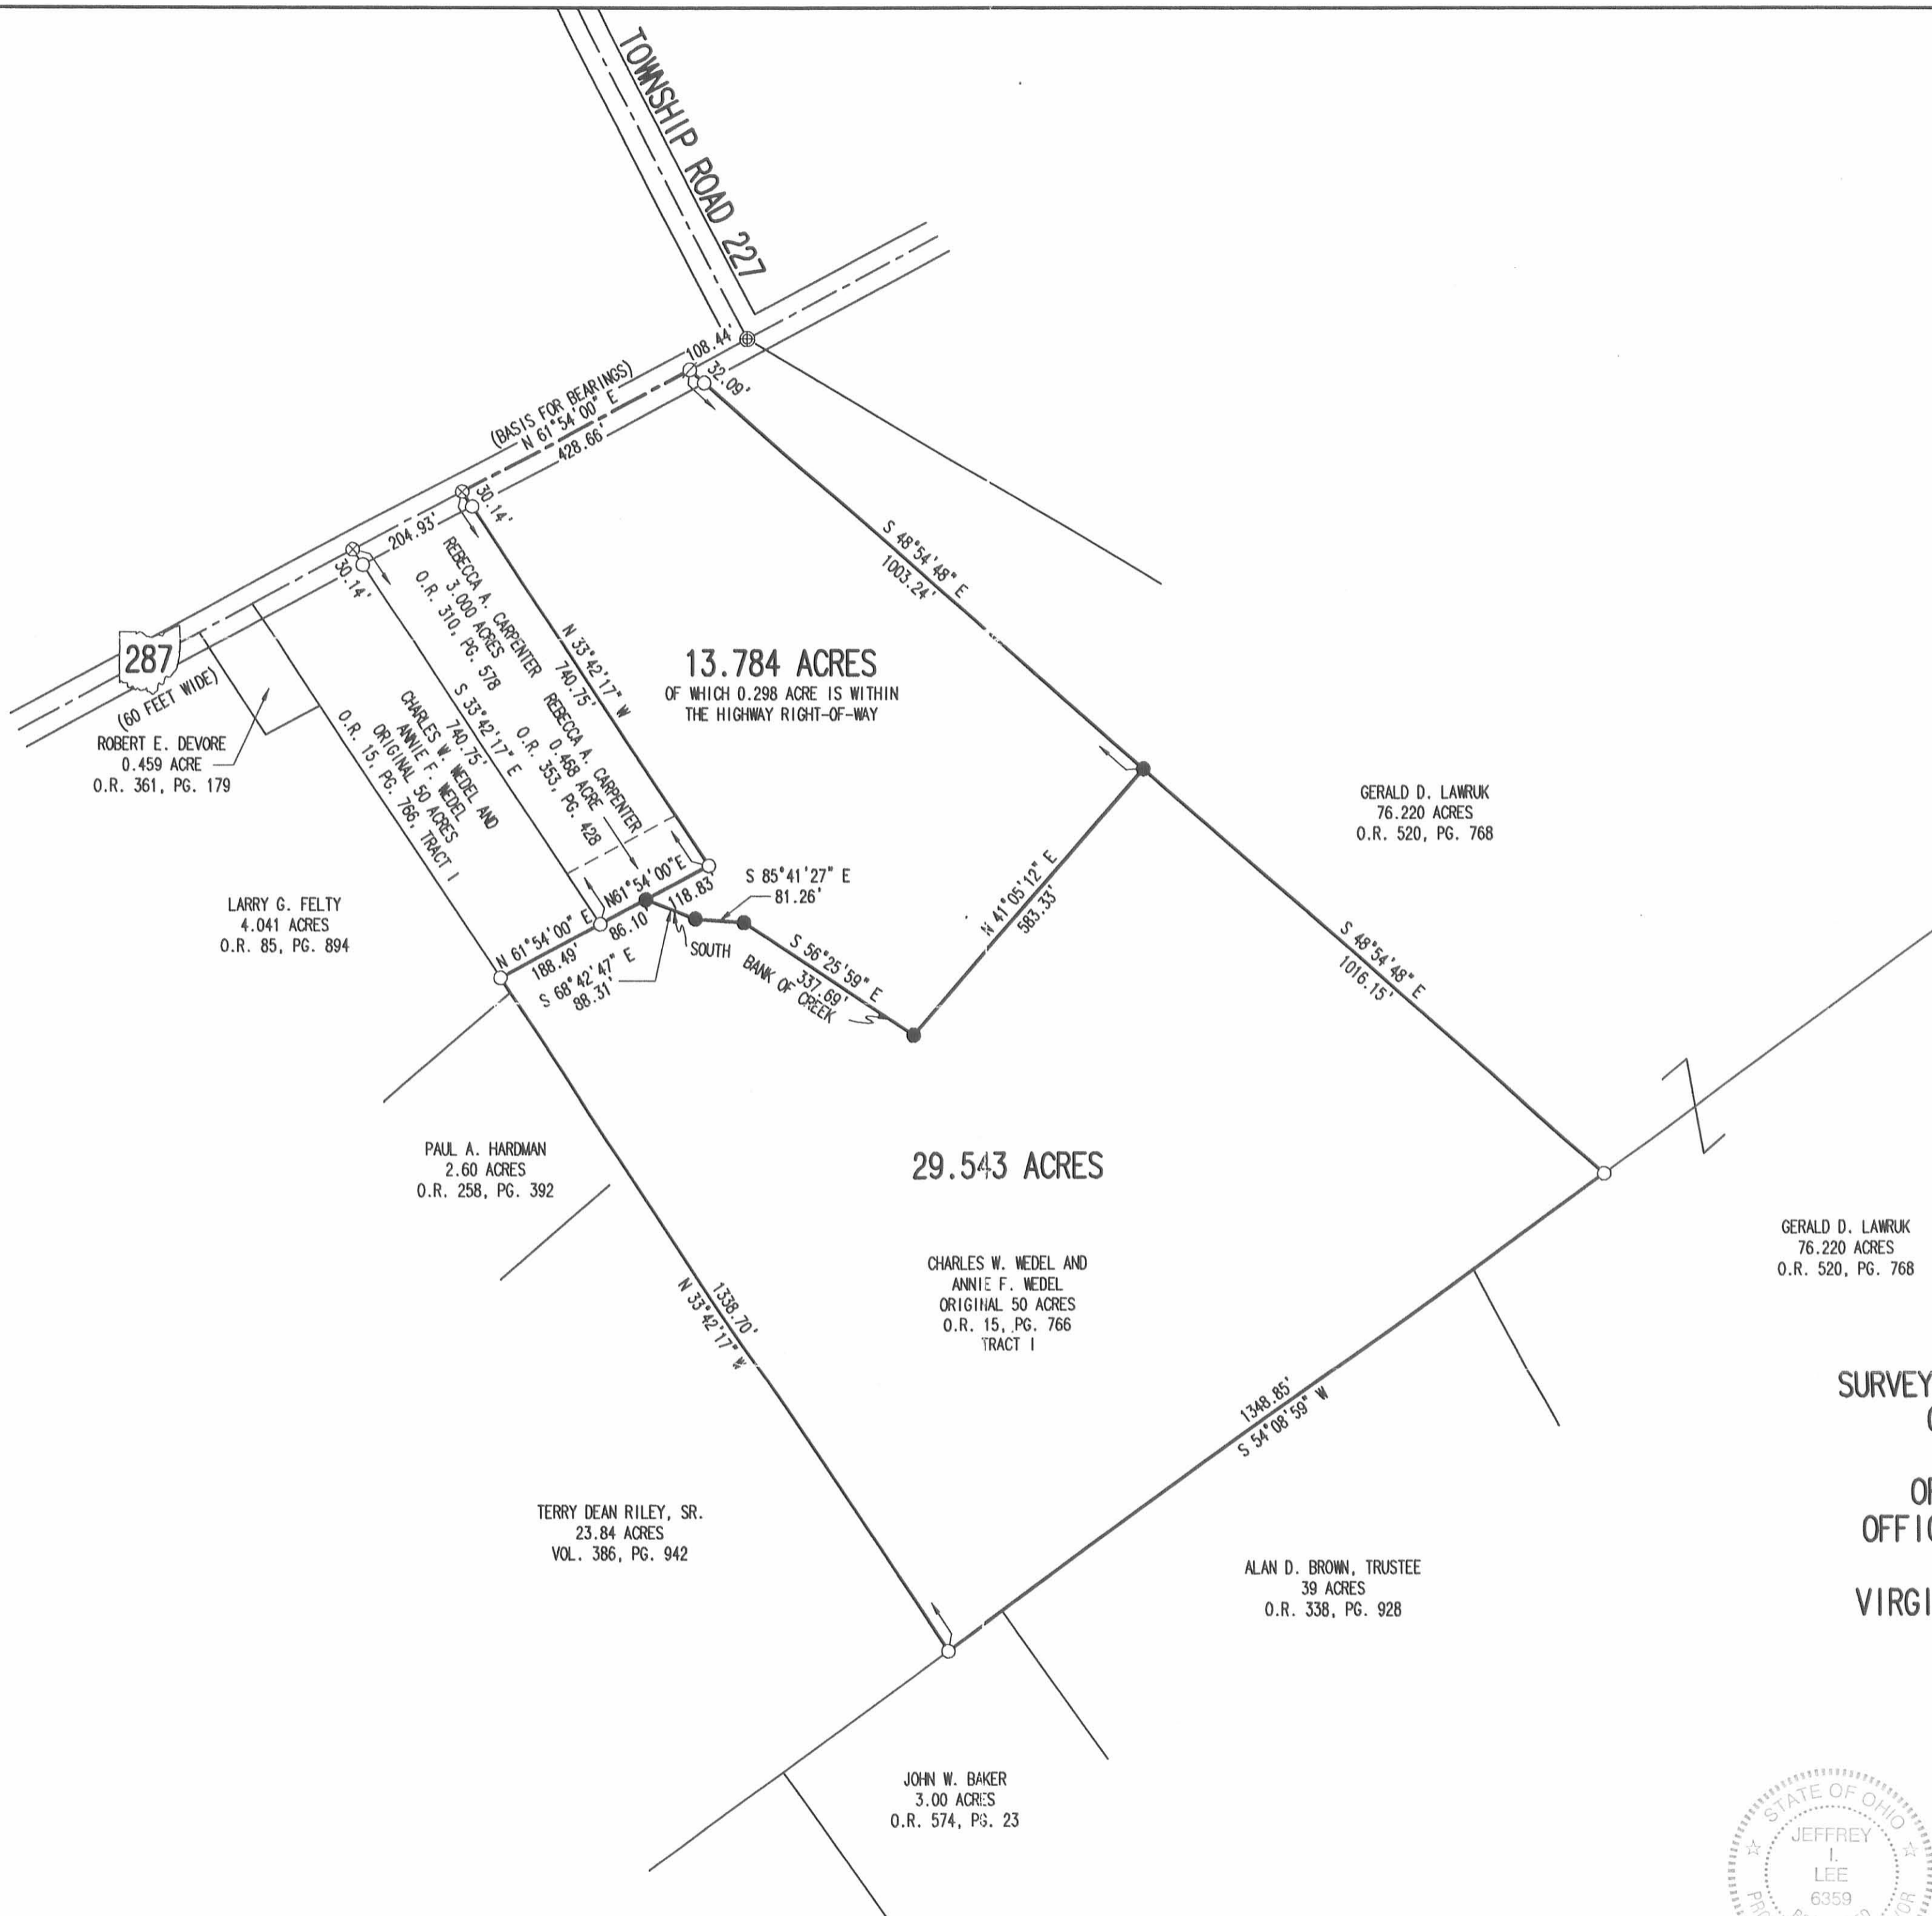 TOWNSHIP ROAD 227
108.44'
32.09'
(BASIS FOR BEARINGS)
N 61°54'00" E
428.66'
30.14'
204.93'
30.14'
287
(60 FEET WIDE)
ROBERT E. DEVORE
0.459 ACRE
O.R. 361, PG. 179
REBECCA A. CARPENTER
3.000 ACRES
O.R. 310, PG. 578
N 33°42'17" W
740.75'
REBECCA A. CARPENTER
0.468 ACRE
O.R. 353, PG. 428
S 33°42'17" E
740.75'
CHARLES W. WEDEL AND
ANNIE F. WEDEL
ORIGINAL 50 ACRES
O.R. 15, PG. 766, TRACT I
S 48°54'48" E
1003.24'
13.784 ACRES
OF WHICH 0.298 ACRE IS WITHIN
THE HIGHWAY RIGHT-OF-WAY
GERALD D. LAWRUK
76.220 ACRES
O.R. 520, PG. 768
LARRY G. FELTY
4.041 ACRES
O.R. 85, PG. 894
N 61°54'00" E
188.49'
N61°54'00"E
86.10'
118.83'
S 85°41'27" E
81.26'
S 68°42'47" E
88.31'
SOUTH BANK OF CREEK
S 56°25'59" E
337.69'
N 41°05'12" E
583.33'
S 48°54'48" E
1016.15'
PAUL A. HARDMAN
2.60 ACRES
O.R. 258, PG. 392
29.543 ACRES
CHARLES W. WEDEL AND
ANNIE F. WEDEL
ORIGINAL 50 ACRES
O.R. 15, PG. 766
TRACT I
GERALD D. LAWRUK
76.220 ACRES
O.R. 520, PG. 768
1338.70'
N 33°42'17" W
1348.85'
S 54°08'59" W
SURVEY
OFFIC
VIRGI
TERRY DEAN RILEY, SR.
23.84 ACRES
VOL. 386, PG. 942
ALAN D. BROWN, TRUSTEE
39 ACRES
O.R. 338, PG. 928
JOHN W. BAKER
3.00 ACRES
O.R. 574, PG. 23
STATE OF OHIO
JEFFREY
I.
LEE
6359